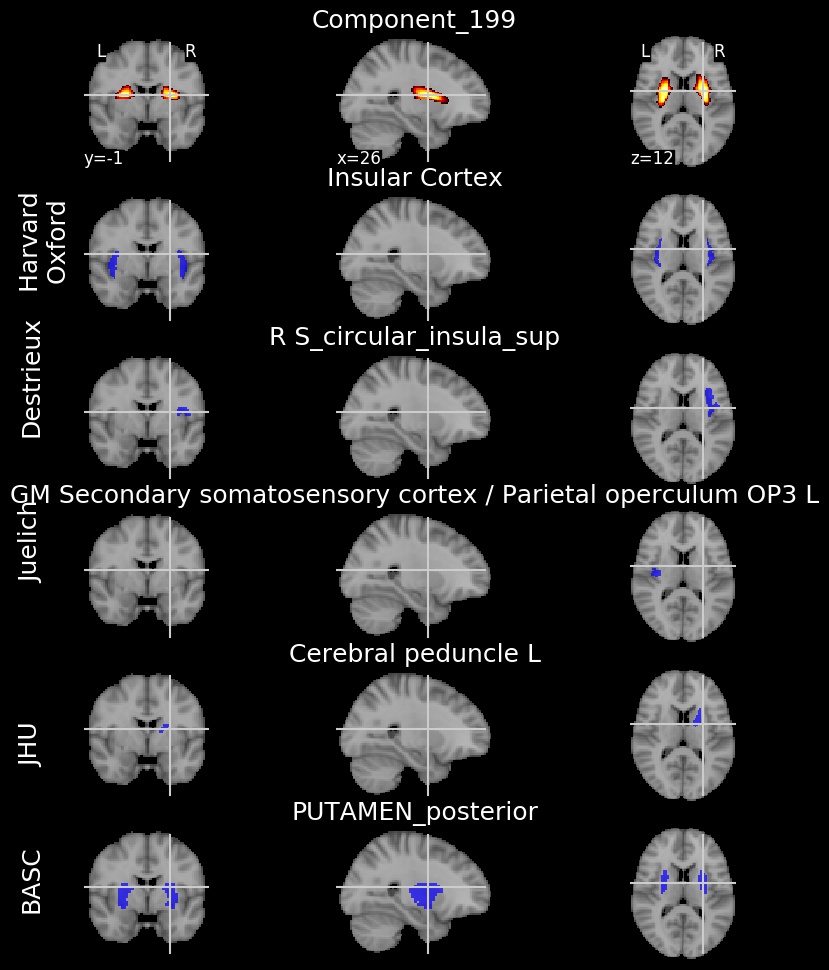 Component_199
L R
L R
y=-1
x=26
z=12
Insular Cortex
Harvard
Oxford
R S_circular_insula_sup
Destrieux
GM Secondary somatosensory cortex / Parietal operculum OP3 L
Juelich
Cerebral peduncle L
JHU
PUTAMEN_posterior
BASC